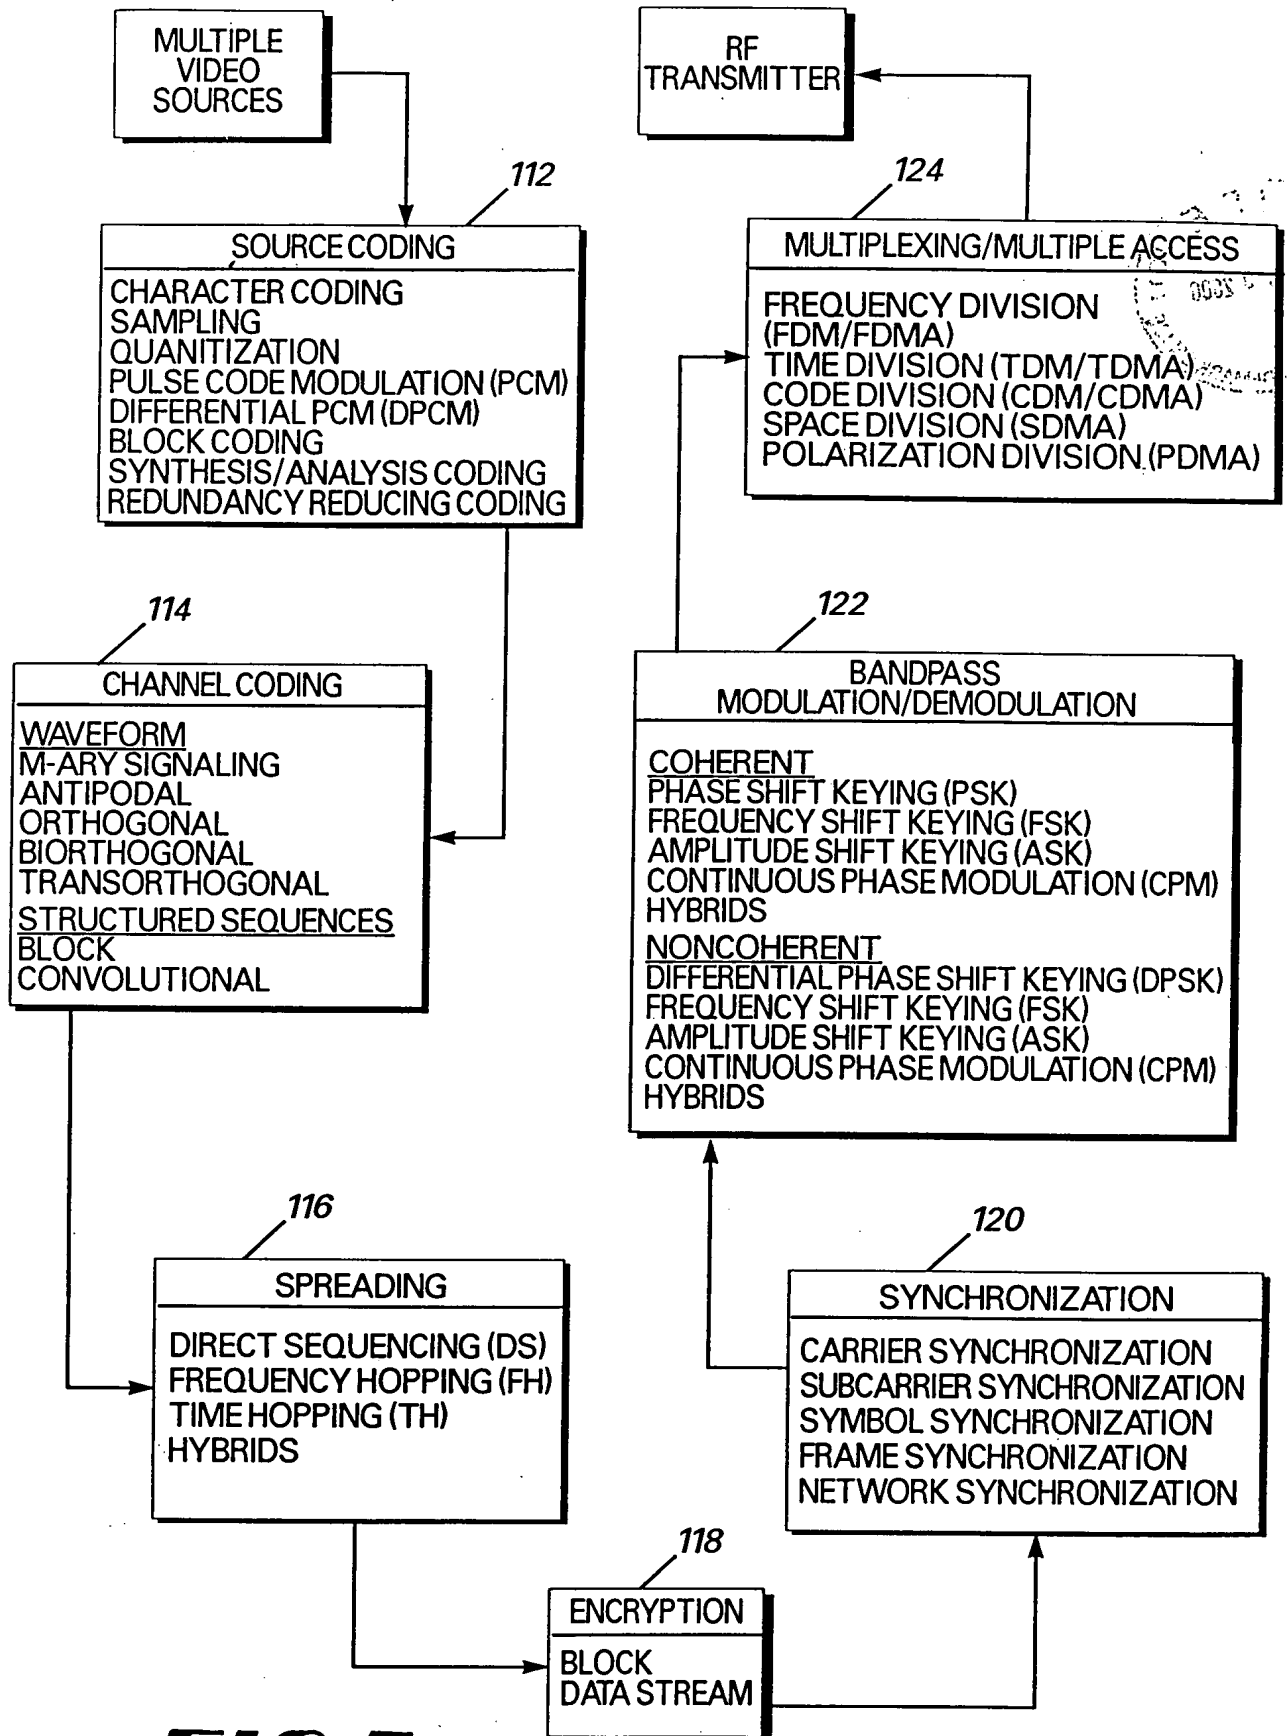 MULTIPLE
VIDEO
SOURCES
RF
TRANSMITTER
112
SOURCE CODING
CHARACTER CODING
SAMPLING
QUANITIZATION
PULSE CODE MODULATION (PCM)
DIFFERENTIAL PCM (DPCM)
BLOCK CODING
SYNTHESIS/ANALYSIS CODING
REDUNDANCY REDUCING CODING
124
MULTIPLEXING/MULTIPLE ACCESS
FREQUENCY DIVISION
(FDM/FDMA)
TIME DIVISION (TDM/TDMA)
CODE DIVISION (CDM/CDMA)
SPACE DIVISION (SDMA)
POLARIZATION DIVISION (PDMA)
114
CHANNEL CODING
WAVEFORM
M-ARY SIGNALING
ANTIPODAL
ORTHOGONAL
BIORTHOGONAL
TRANSORTHOGONAL
STRUCTURED SEQUENCES
BLOCK
CONVOLUTIONAL
122
BANDPASS
MODULATION/DEMODULATION
COHERENT
PHASE SHIFT KEYING (PSK)
FREQUENCY SHIFT KEYING (FSK)
AMPLITUDE SHIFT KEYING (ASK)
CONTINUOUS PHASE MODULATION (CPM)
HYBRIDS
NONCOHERENT
DIFFERENTIAL PHASE SHIFT KEYING (DPSK)
FREQUENCY SHIFT KEYING (FSK)
AMPLITUDE SHIFT KEYING (ASK)
CONTINUOUS PHASE MODULATION (CPM)
HYBRIDS
116
SPREADING
DIRECT SEQUENCING (DS)
FREQUENCY HOPPING (FH)
TIME HOPPING (TH)
HYBRIDS
120
SYNCHRONIZATION
CARRIER SYNCHRONIZATION
SUBCARRIER SYNCHRONIZATION
SYMBOL SYNCHRONIZATION
FRAME SYNCHRONIZATION
NETWORK SYNCHRONIZATION
118
ENCRYPTION
BLOCK
DATA STREAM